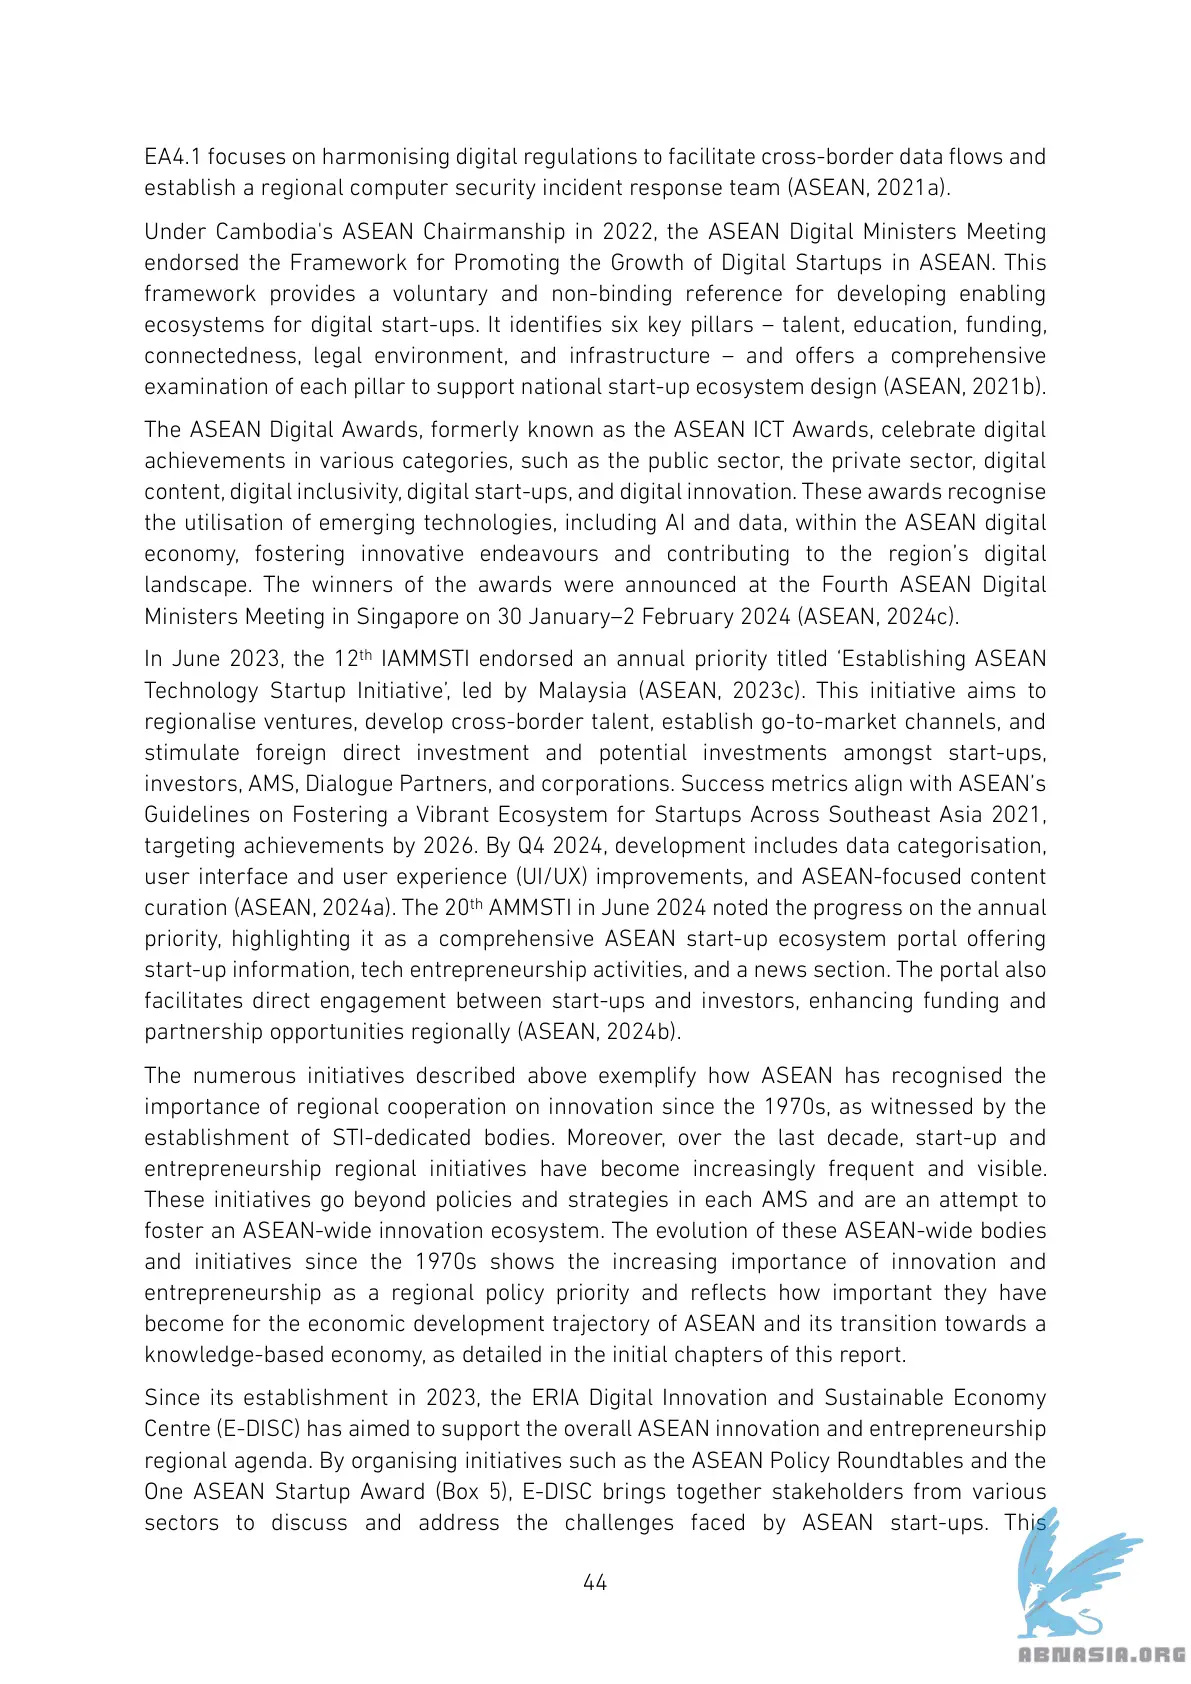 EA4.1 focuses on harmonising digital regulations to facilitate cross-border data flows and
establish a regional computer security incident response team (ASEAN, 2021a).
Under Cambodia's ASEAN Chairmanship in 2022, the ASEAN Digital Ministers Meeting
endorsed the Framework for Promoting the Growth of Digital Startups in ASEAN. This
framework provides a voluntary and non-binding reference for developing enabling
ecosystems for digital start-ups. It identifies six key pillars – talent, education, funding,
connectedness, legal environment, and infrastructure – and offers a comprehensive
examination of each pillar to support national start-up ecosystem design (ASEAN, 2021b).
The ASEAN Digital Awards, formerly known as the ASEAN ICT Awards, celebrate digital
achievements in various categories, such as the public sector, the private sector, digital
content, digital inclusivity, digital start-ups, and digital innovation. These awards recognise
the utilisation of emerging technologies, including AI and data, within the ASEAN digital
economy, fostering innovative endeavours and contributing to the region’s digital
landscape. The winners of the awards were announced at the Fourth ASEAN Digital
Ministers Meeting in Singapore on 30 January–2 February 2024 (ASEAN, 2024c).
In June 2023, the 12th IAMMSTI endorsed an annual priority titled ‘Establishing ASEAN
Technology Startup Initiative’, led by Malaysia (ASEAN, 2023c). This initiative aims to
regionalise ventures, develop cross-border talent, establish go-to-market channels, and
stimulate foreign direct investment and potential investments amongst start-ups,
investors, AMS, Dialogue Partners, and corporations. Success metrics align with ASEAN’s
Guidelines on Fostering a Vibrant Ecosystem for Startups Across Southeast Asia 2021,
targeting achievements by 2026. By Q4 2024, development includes data categorisation,
user interface and user experience (UI/UX) improvements, and ASEAN-focused content
curation (ASEAN, 2024a). The 20th AMMSTI in June 2024 noted the progress on the annual
priority, highlighting it as a comprehensive ASEAN start-up ecosystem portal offering
start-up information, tech entrepreneurship activities, and a news section. The portal also
facilitates direct engagement between start-ups and investors, enhancing funding and
partnership opportunities regionally (ASEAN, 2024b).
The numerous initiatives described above exemplify how ASEAN has recognised the
importance of regional cooperation on innovation since the 1970s, as witnessed by the
establishment of STI-dedicated bodies. Moreover, over the last decade, start-up and
entrepreneurship regional initiatives have become increasingly frequent and visible.
These initiatives go beyond policies and strategies in each AMS and are an attempt to
foster an ASEAN-wide innovation ecosystem. The evolution of these ASEAN-wide bodies
and initiatives since the 1970s shows the increasing importance of innovation and
entrepreneurship as a regional policy priority and reflects how important they have
become for the economic development trajectory of ASEAN and its transition towards a
knowledge-based economy, as detailed in the initial chapters of this report.
Since its establishment in 2023, the ERIA Digital Innovation and Sustainable Economy
Centre (E-DISC) has aimed to support the overall ASEAN innovation and entrepreneurship
regional agenda. By organising initiatives such as the ASEAN Policy Roundtables and the
One ASEAN Startup Award (Box 5), E-DISC brings together stakeholders from various
sectors to discuss and address the challenges faced by ASEAN start-ups. This
44
ABNASIA.ORG